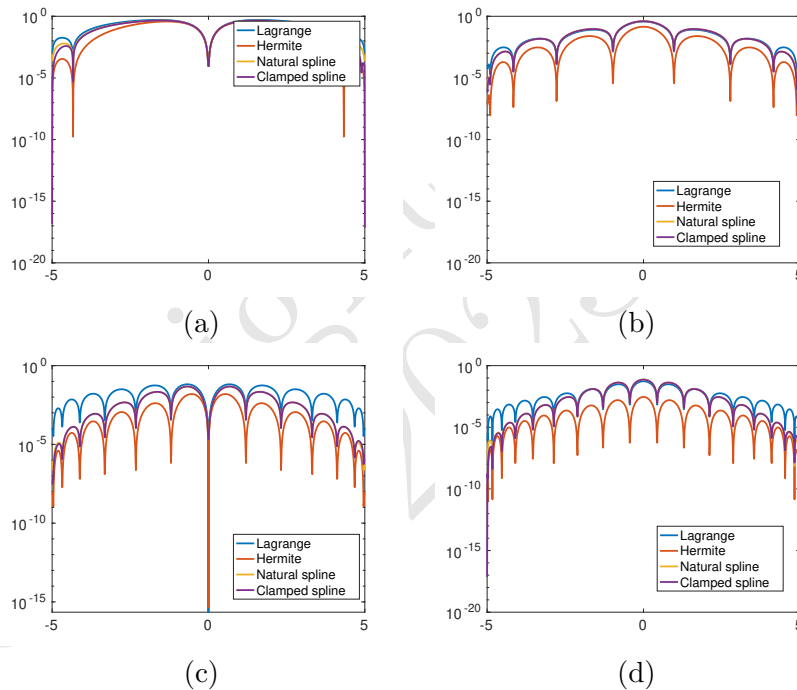 10^0
10^-5
10^-10
10^-15
10^-20
-5 0 5
Lagrange
Hermite
Natural spline
Clamped spline
(a)
10^0
10^-5
10^-10
10^-15
10^-20
-5 0 5
Lagrange
Hermite
Natural spline
Clamped spline
(b)
10^0
10^-5
10^-10
10^-15
-5 0 5
Lagrange
Hermite
Natural spline
Clamped spline
(c)
10^0
10^-5
10^-10
10^-15
10^-20
-5 0 5
Lagrange
Hermite
Natural spline
Clamped spline
(d)